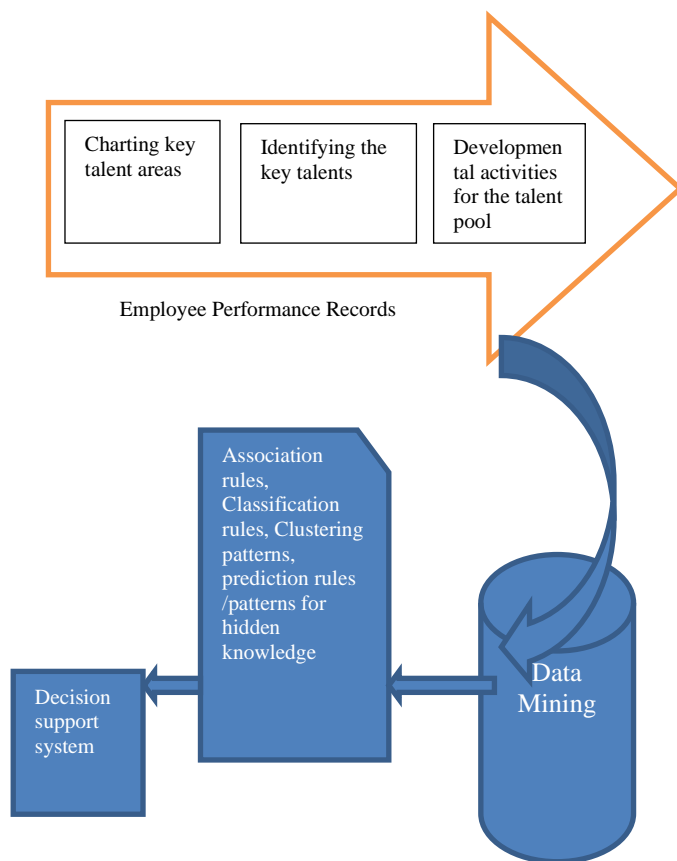 Charting key
talent areas
Identifying the
key talents
Developmen
tal activities
for the talent
pool
Employee Performance Records
Association
rules,
Classification
rules, Clustering
patterns,
prediction rules
/patterns for
hidden
knowledge
Data
Mining
Decision
support
system